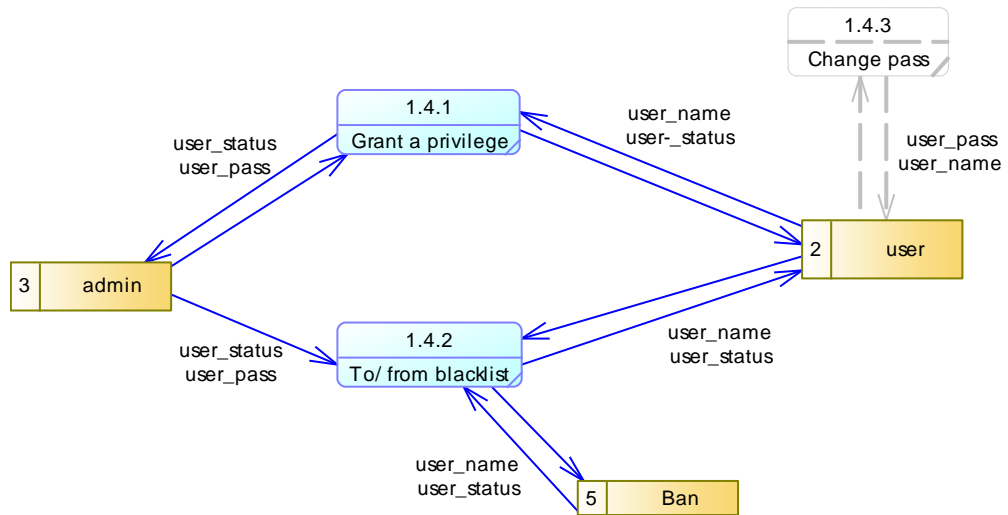 1.4.3
Change pass
1.4.1
Grant a privilege
user_name
user-_status
user_status
user_pass
user_pass
user_name
2
user
3
admin
1.4.2
To/ from blacklist
user_status
user_pass
user_name
user_status
user_name
user_status
5
Ban